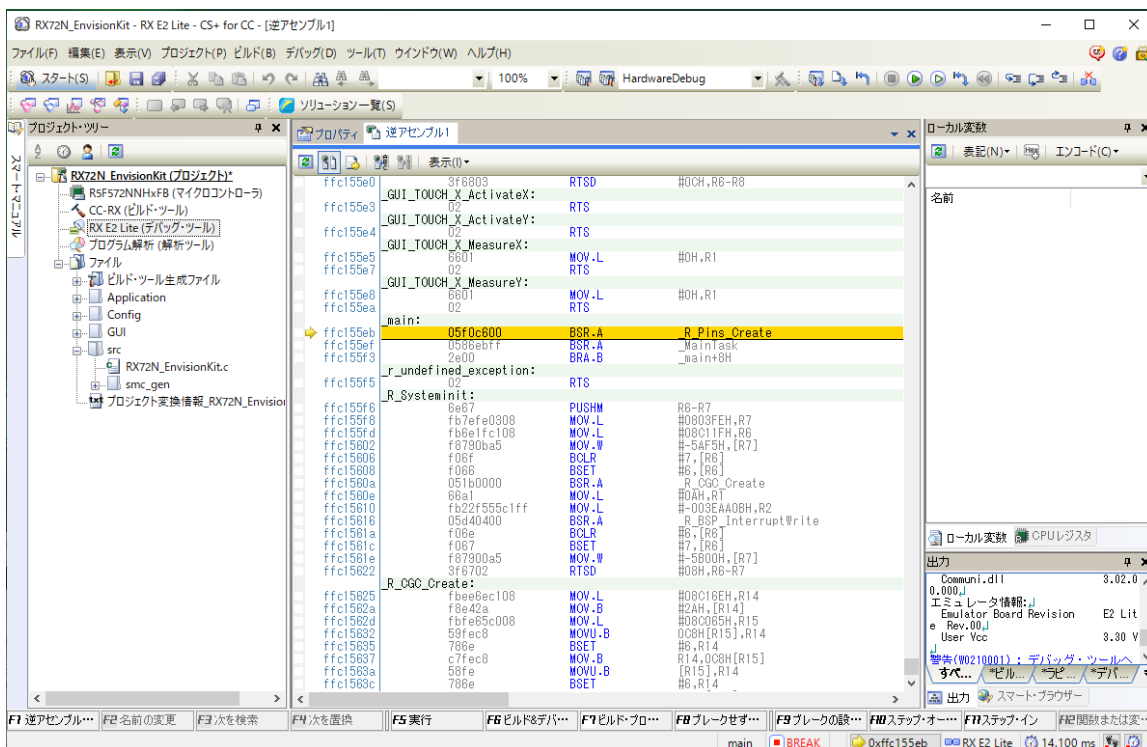 RX72N_EnvisionKit - RX E2 Lite - CS+ for CC - [逆アセンブル1]
ファイル(F) 編集(E) 表示(V) プロジェクト(P) ビルド(B) デバッグ(D) ツール(T) ウインドウ(W) ヘルプ(H)
スタート(S) 100% HardwareDebug
ソリューション一覧(S)
スマート・マニュアル
プロジェクト・ツリー
RX72N_EnvisionKit (プロジェクト)*
R5F572NNHxFB (マイクロコントローラ)
CC-RX (ビルド・ツール)
RX E2 Lite (デバッグ・ツール)
プログラム解析 (解析ツール)
ファイル
ビルド・ツール生成ファイル
Application
Config
GUI
src
RX72N_EnvisionKit.c
smc_gen
プロジェクト変換情報_RX72N_Envision
プロパティ 逆アセンブル1
表示(I)
ffc155e0 3f6803 RTSD #0CH,R6-R8
_GUI_TOUCH_X_ActivateX:
ffc155e3 02 RTS
_GUI_TOUCH_X_ActivateY:
ffc155e4 02 RTS
_GUI_TOUCH_X_MeasureX:
ffc155e5 6601 MOV.L #0H,R1
ffc155e7 02 RTS
_GUI_TOUCH_X_MeasureY:
ffc155e8 6601 MOV.L #0H,R1
ffc155ea 02 RTS
_main:
ffc155eb 05f0c600 BSR.A _R_Pins_Create
ffc155ef 0586ebff BSR.A _MainTask
ffc155f3 2e00 BRA.B _main+8H
_r_undefined_exception:
ffc155f5 02 RTS
_R_Systeminit:
ffc155f6 6e67 PUSHM R6-R7
ffc155f8 fb7efe0308 MOV.L #0803FEH,R7
ffc155fd fb6e1fc108 MOV.L #08C11FH,R6
ffc15602 f8790ba5 MOV.W #-5AF5H,[R7]
ffc15606 f06f BCLR #7,[R6]
ffc15608 f066 BSET #6,[R6]
ffc1560a 051b0000 BSR.A _R_CGC_Create
ffc1560e 66a1 MOV.L #0AH,R1
ffc15610 fb22f555c1ff MOV.L #-003EAA0BH,R2
ffc15616 05d40400 BSR.A _R_BSP_InterruptWrite
ffc1561a f06e BCLR #6,[R6]
ffc1561c f067 BSET #7,[R6]
ffc1561e f87900a5 MOV.W #-5B00H,[R7]
ffc15622 3f6702 RTSD #08H,R6-R7
_R_CGC_Create:
ffc15625 fbee6ec108 MOV.L #08C16EH,R14
ffc1562a f8e42a MOV.B #2AH,[R14]
ffc1562d fbfe65c008 MOV.L #08C065H,R15
ffc15632 59fec8 MOVU.B 0C8H[R15],R14
ffc15635 786e BSET #6,R14
ffc15637 c7fec8 MOV.B R14,0C8H[R15]
ffc1563a 58fe MOVU.B [R15],R14
ffc1563c 786e BSET #6,R14
ローカル変数
表記(N) エンコード(C)
名前
ローカル変数 CPUレジスタ
出力
Communi.dll 3.02.0
0.000,
エミュレータ情報:
Emulator Board Revision E2 Lit
e Rev.00,
User Vcc 3.30 V
警告(W0210001) : デバッグ・ツールへ
すべ... *ビル... *ラピ... *デバ...
出力 スマート・ブラウザー
F1 逆アセンブル… F2 名前の変更 F3 次を検索 F4 次を置換 F5 実行 F6 ビルド&デバ… F7 ビルド・プロ… F8 ブレークせず… F9 ブレークの設… F10 ステップ・オー… F11 ステップ・イン F12 関数または変…
main BREAK 0xffc155eb RX E2 Lite 14.100 ms